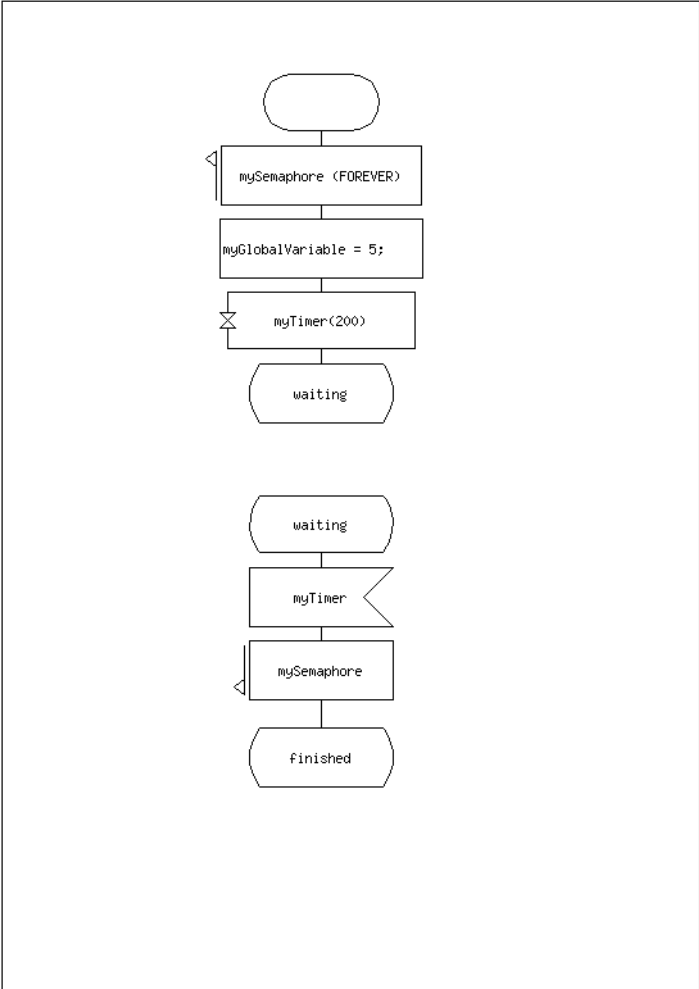 mySemaphore (FOREVER)
myGlobalVariable = 5;
myTimer(200)
waiting
waiting
myTimer
mySemaphore
finished